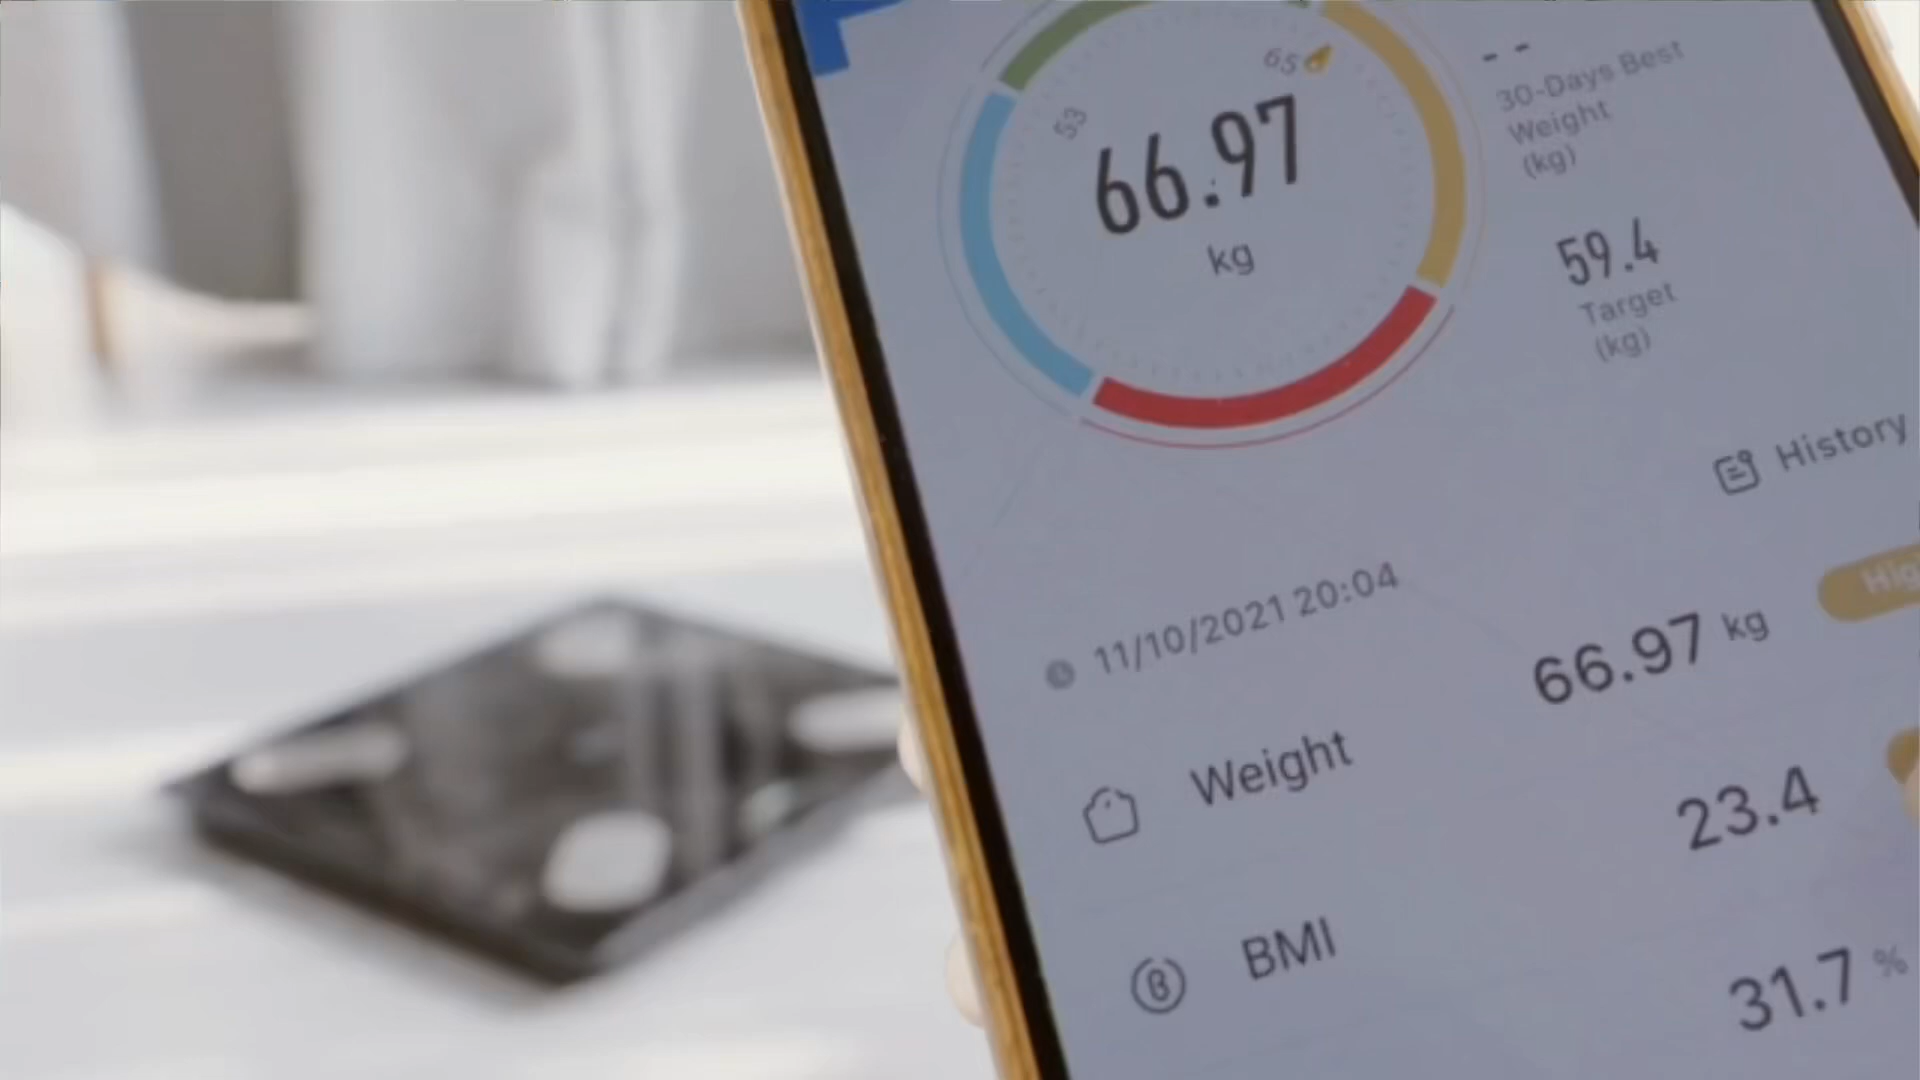 53
65
66.97
kg
- -
30-Days Best
Weight
(kg)
59.4
Target
(kg)
History
11/10/2021 20:04
Weight
66.97 kg
Hig
BMI
23.4
31.7 %